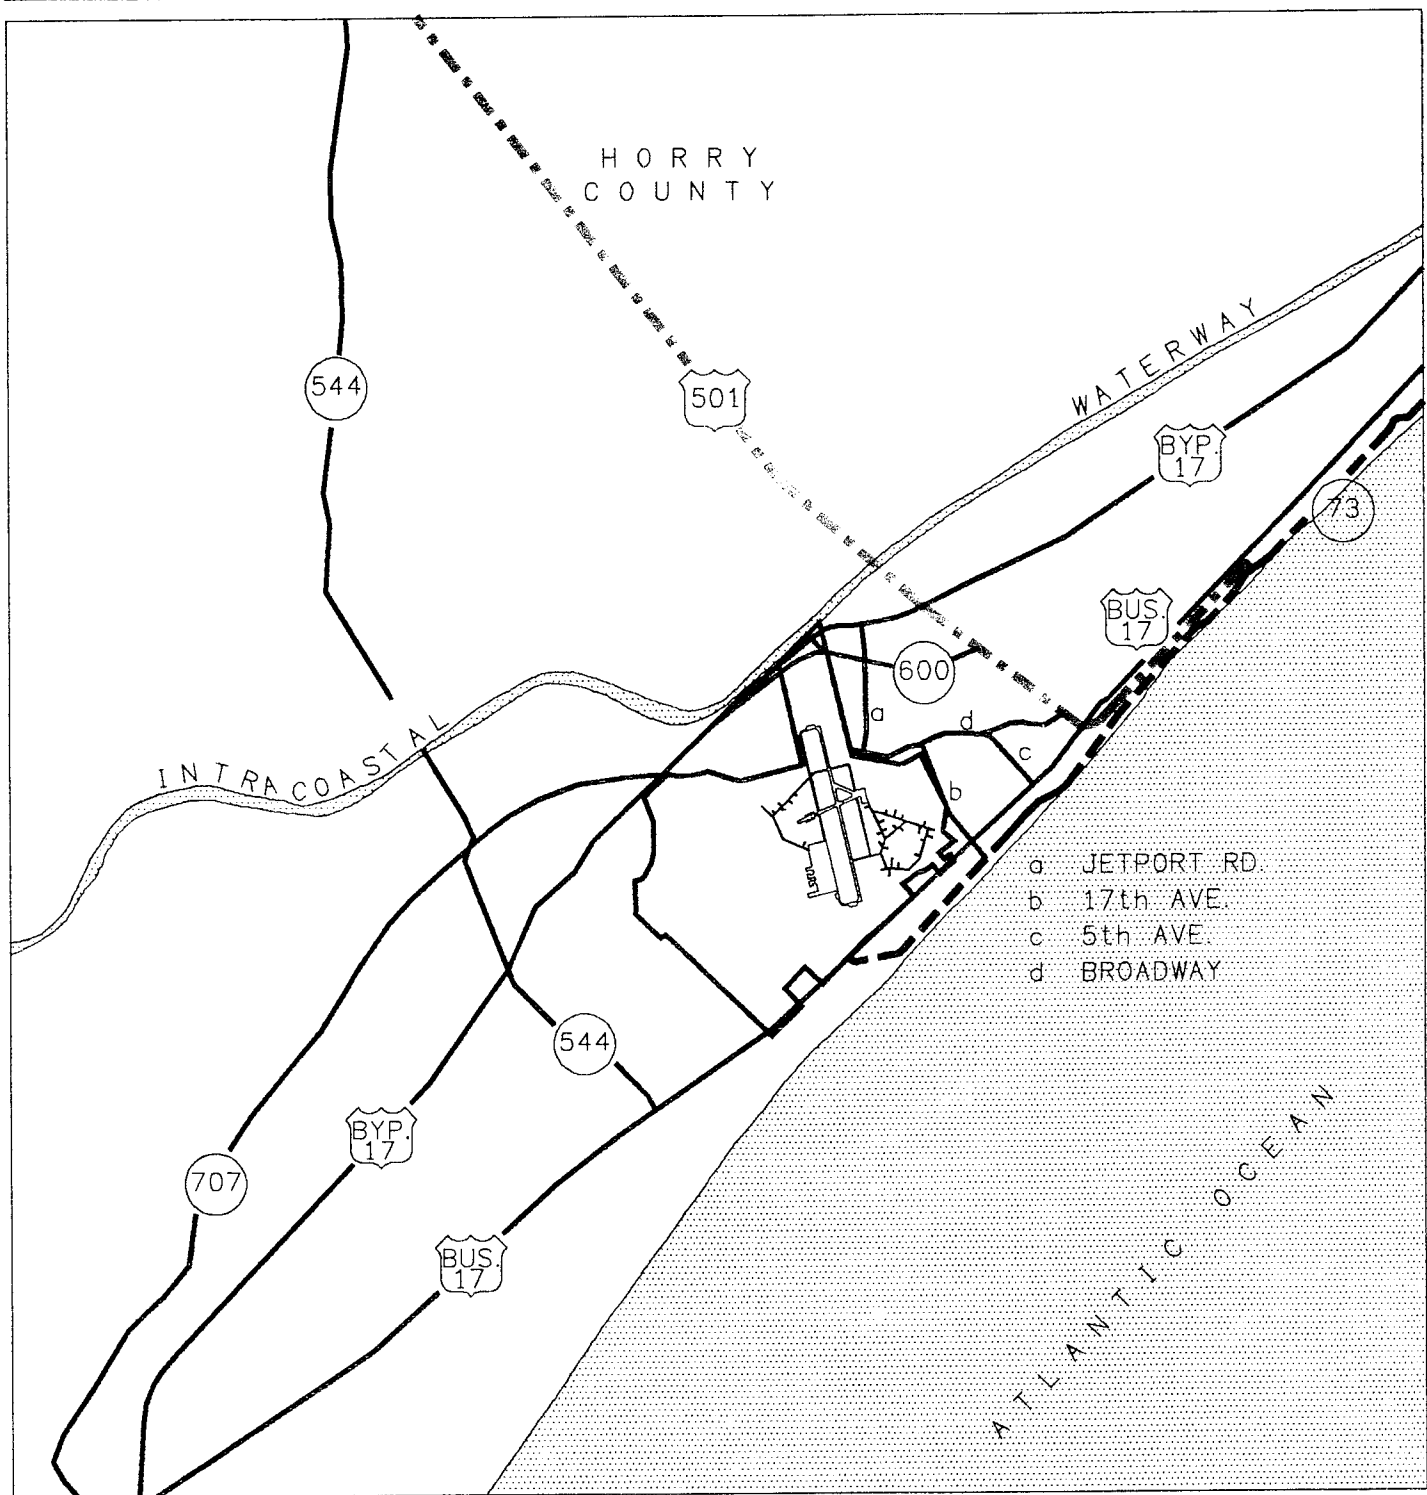 HORRY
COUNTY
544
501
WATERWAY
BYP.
17
73
BUS.
17
600
a
d
c
b
INTRACOASTAL
a JETPORT RD.
b 17th AVE.
c 5th AVE.
d BROADWAY
544
BYP.
17
707
BUS.
17
ATLANTIC OCEAN